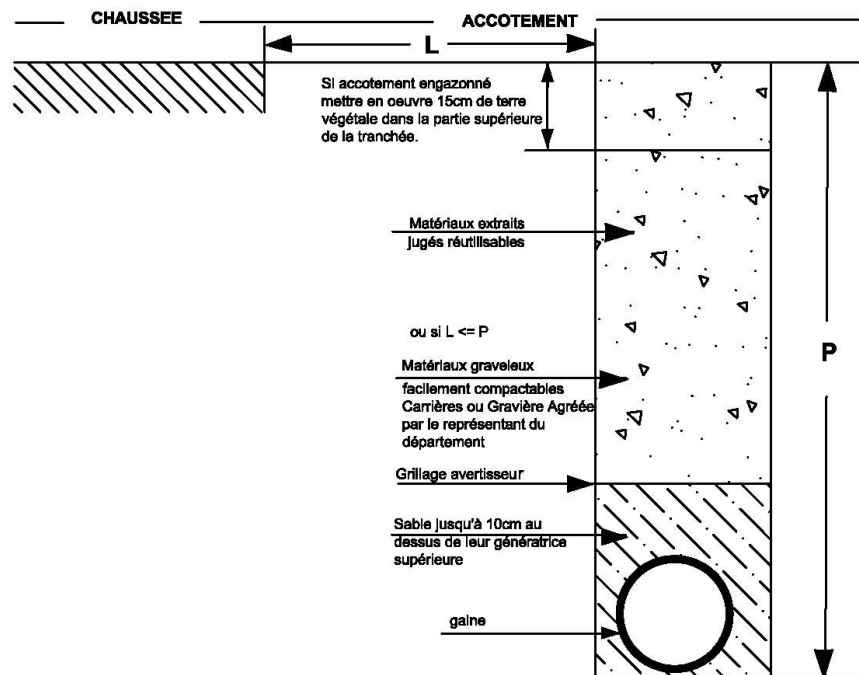 CHAUSSEE
ACCOTEMENT
L
SI accotement engazonné
mettre en oeuvre 15cm de terre
végétale dans la partie supérieure
de la tranchée.
Matériaux extraits
jugés réutilisables
ou si L <= P
P
Matériaux graveleux
facilement compactables
Carrières ou Gravière Agréée
par le représentant du
département
Grillage avertisseur
Sable jusqu'à 10cm au
dessus de leur génératrice
supérieure
gaine